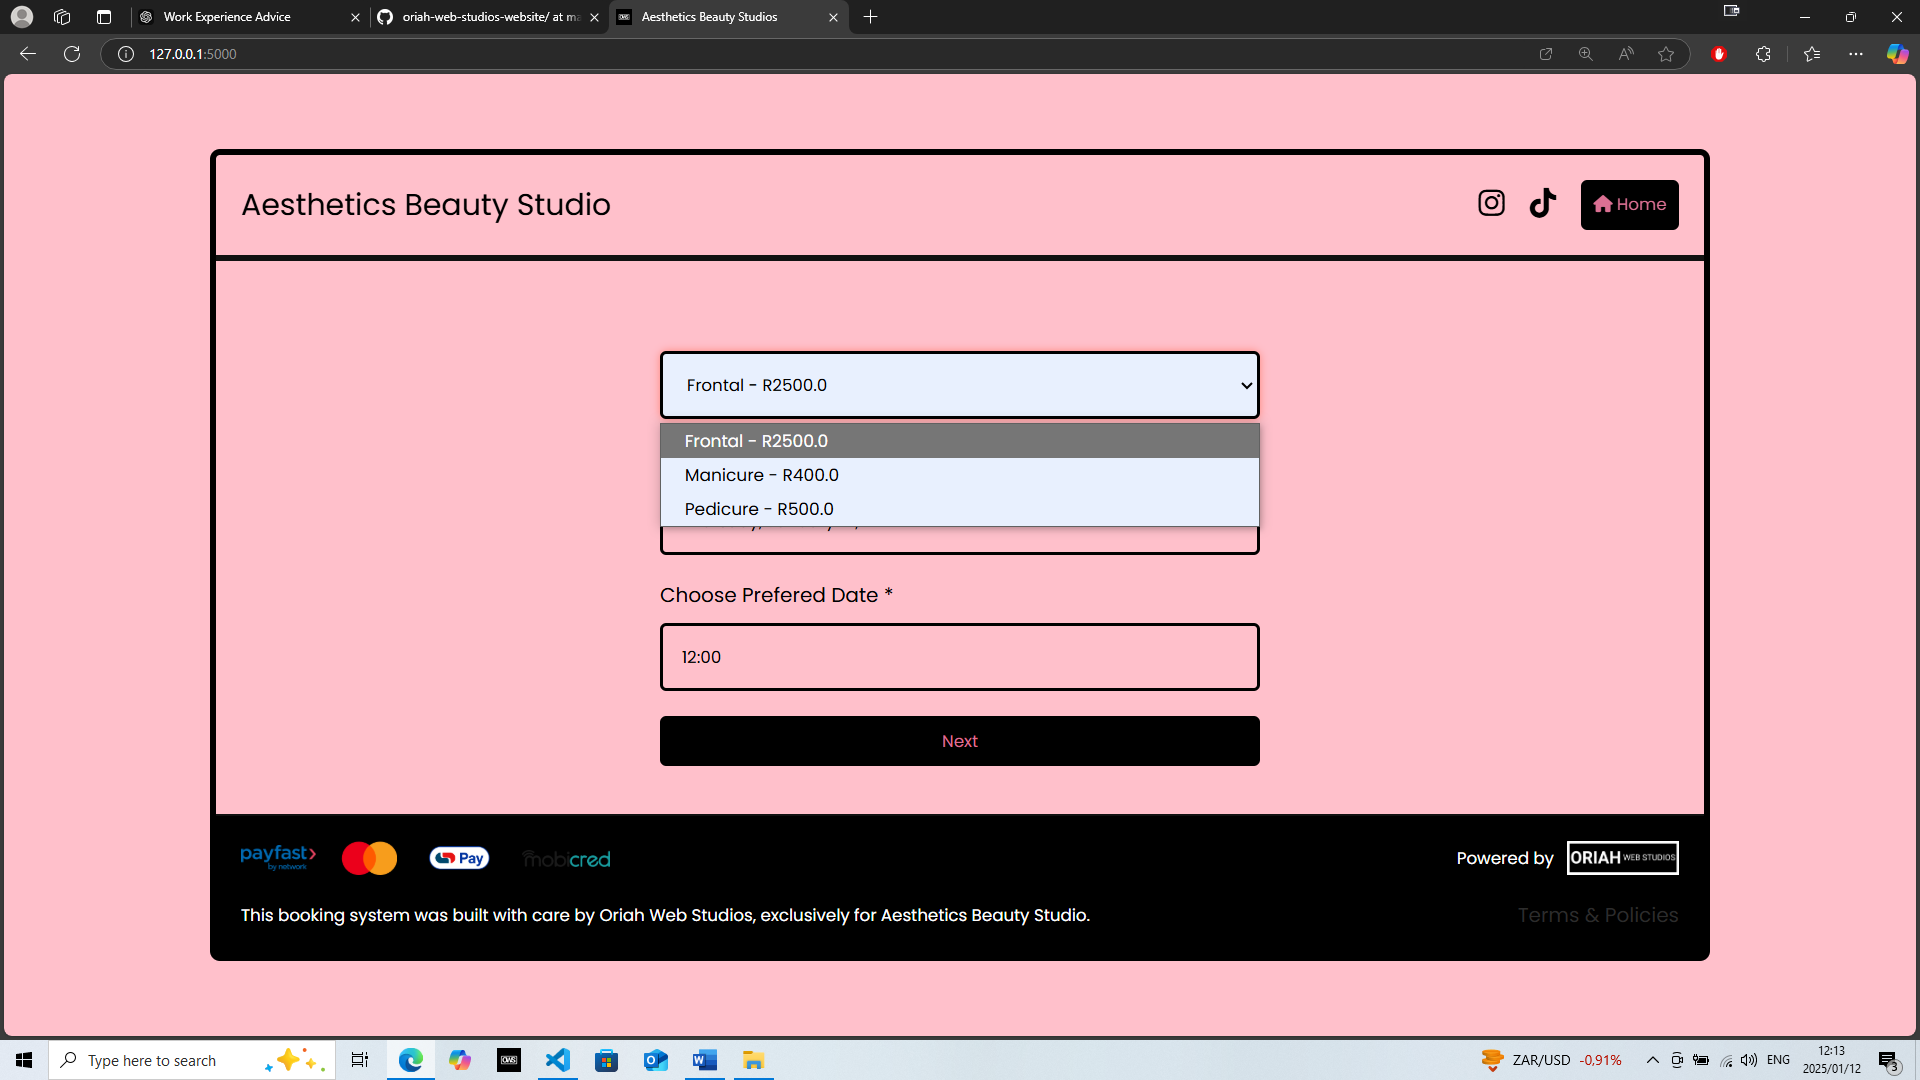 Work Experience Advice
oriah-web-studios-website/ at ma
Aesthetics Beauty Studios
127.0.0.1:5000
Aesthetics Beauty Studio
Home
Frontal - R2500.0
Frontal - R2500.0
Manicure - R400.0
Pedicure - R500.0
Choose Prefered Date *
12:00
Next
payfast
by network
Pay
mobicred
Powered by
ORIAH WEB STUDIOS
This booking system was built with care by Oriah Web Studios, exclusively for Aesthetics Beauty Studio.
Terms & Policies
Type here to search
OWS
ZAR/USD -0,91%
ENG
12:13
2025/01/12
3